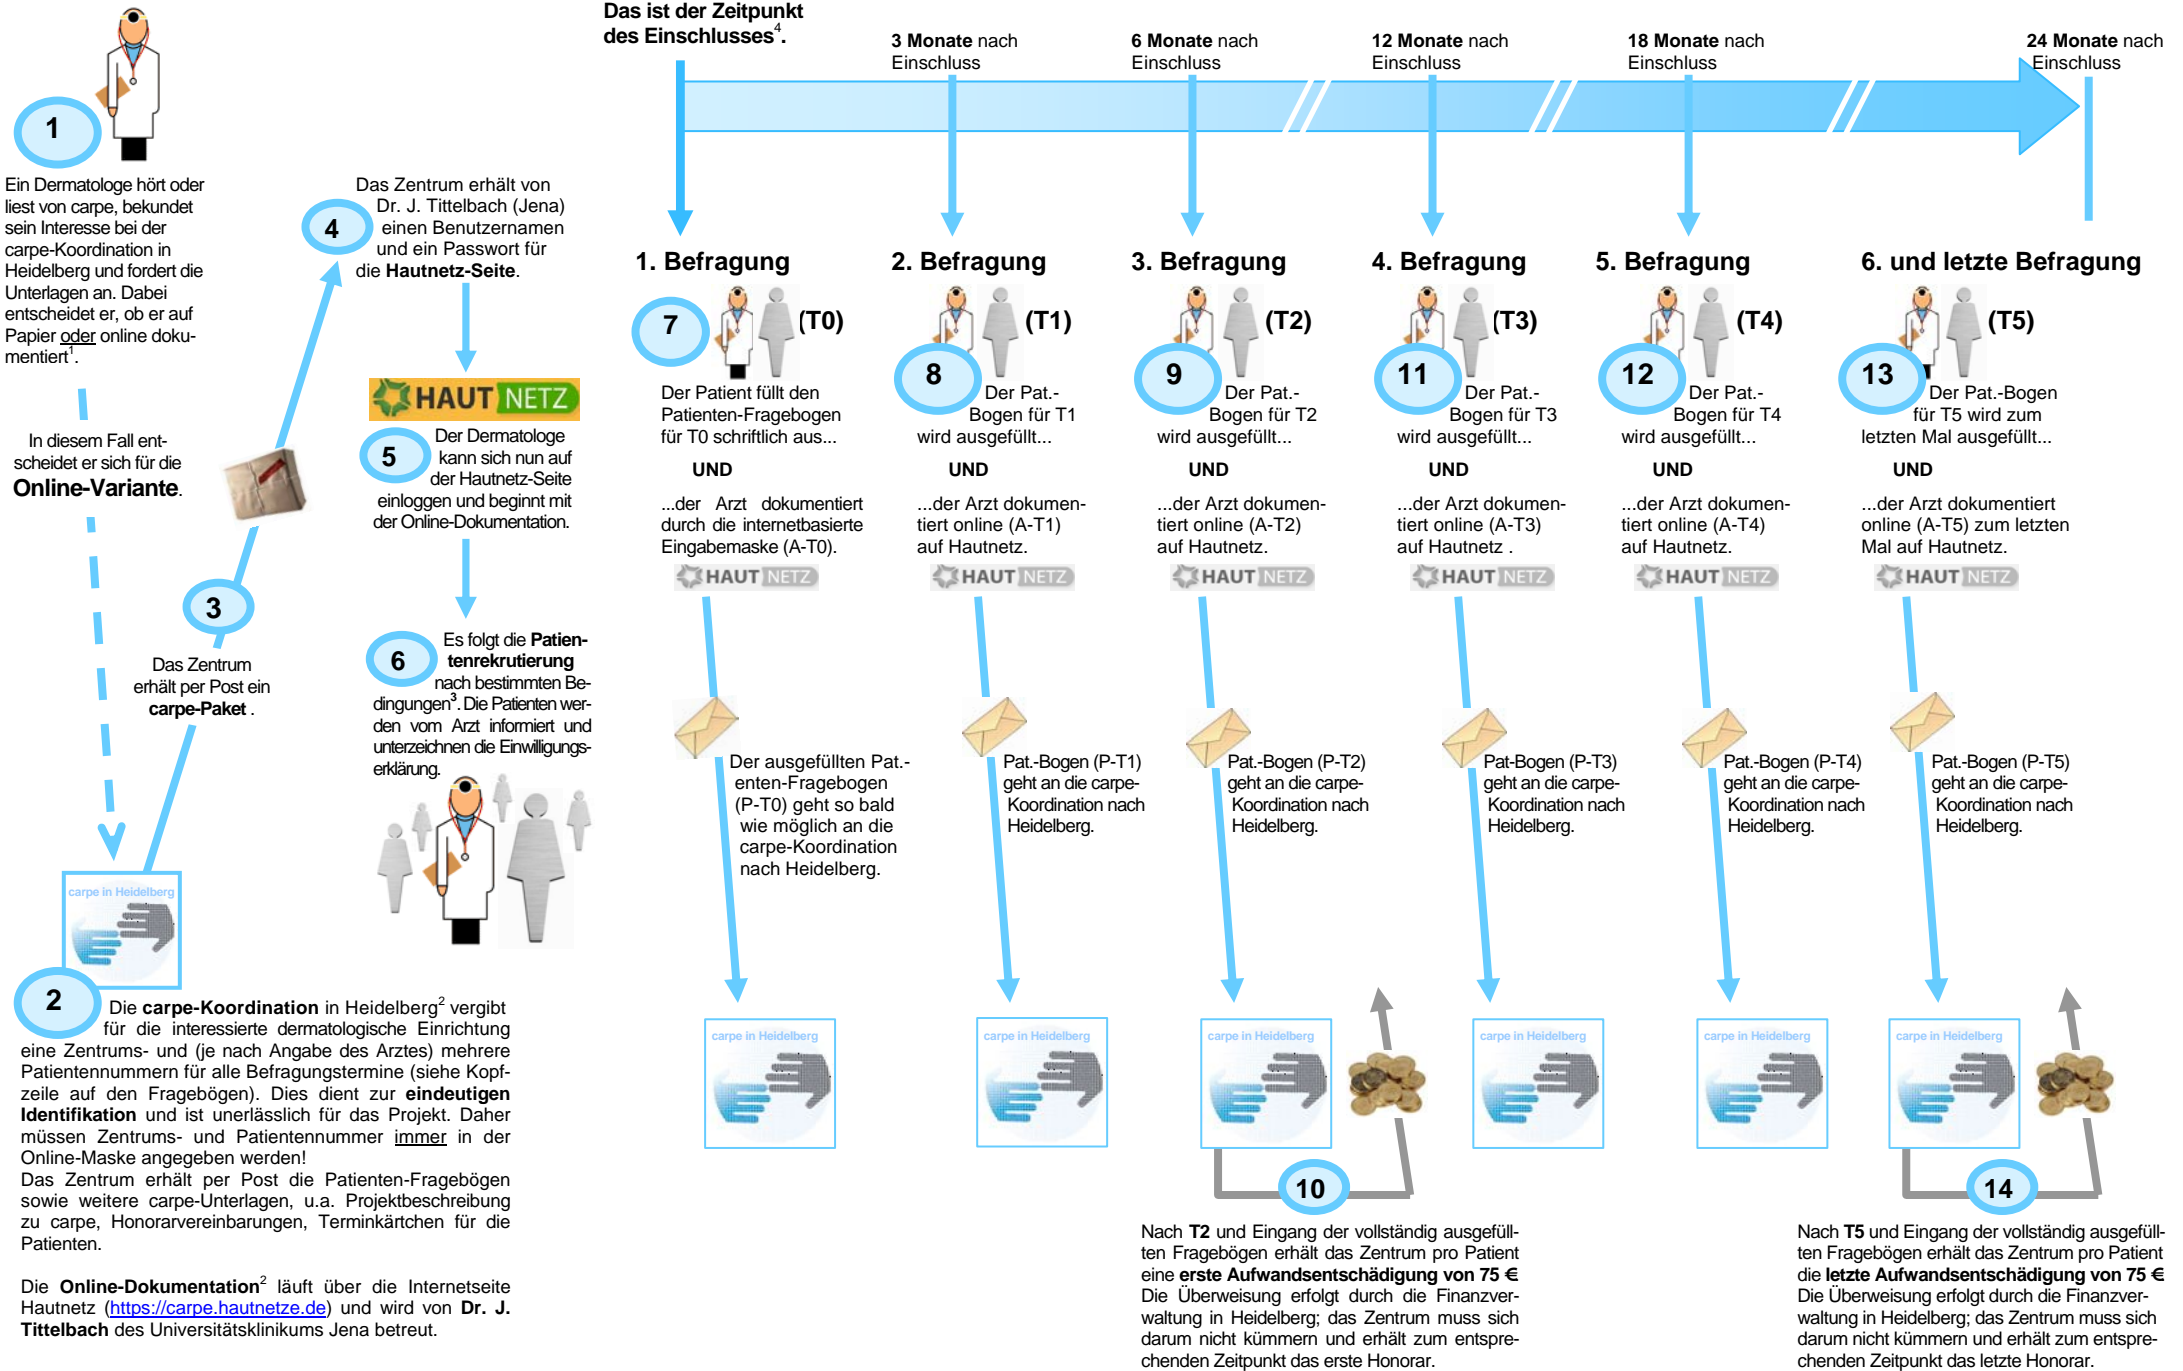 Das ist der Zeitpunkt
des Einschlusses4.
3 Monate nach
Einschluss
6 Monate nach
Einschluss
12 Monate nach
Einschluss
18 Monate nach
Einschluss
24 Monate nach
Einschluss
1
Ein Dermatologe hört oder
liest von carpe, bekundet
sein Interesse bei der
carpe-Koordination in
Heidelberg und fordert die
Unterlagen an. Dabei
entscheidet er, ob er auf
Papier oder online doku-
mentiert1.
In diesem Fall ent-
scheidet er sich für die
Online-Variante.
3
Das Zentrum
erhält per Post ein
carpe-Paket .
carpe in Heidelberg
2
Die carpe-Koordination in Heidelberg2 vergibt
für die interessierte dermatologische Einrichtung
eine Zentrums- und (je nach Angabe des Arztes) mehrere
Patientennummern für alle Befragungstermine (siehe Kopf-
zeile auf den Fragebögen). Dies dient zur eindeutigen
Identifikation und ist unerlässlich für das Projekt. Daher
müssen Zentrums- und Patientennummer immer in der
Online-Maske angegeben werden!
Das Zentrum erhält per Post die Patienten-Fragebögen
sowie weitere carpe-Unterlagen, u.a. Projektbeschreibung
zu carpe, Honorarvereinbarungen, Terminkärtchen für die
Patienten.
Die Online-Dokumentation2 läuft über die Internetseite
Hautnetz (https://carpe.hautnetze.de) und wird von Dr. J.
Tittelbach des Universitätsklinikums Jena betreut.
4
Das Zentrum erhält von
Dr. J. Tittelbach (Jena)
einen Benutzernamen
und ein Passwort für
die Hautnetz-Seite.
HAUT NETZ
5
Der Dermatologe
kann sich nun auf
der Hautnetz-Seite
einloggen und beginnt mit
der Online-Dokumentation.
6
Es folgt die Patien-
tenrekrutierung
nach bestimmten Be-
dingungen3. Die Patienten wer-
den vom Arzt informiert und
unterzeichnen die Einwilligungs-
erklärung.
1. Befragung
7
(T0)
Der Patient füllt den
Patienten-Fragebogen
für T0 schriftlich aus...
UND
...der Arzt dokumentiert
durch die internetbasierte
Eingabemaske (A-T0).
HAUT NETZ
Der ausgefüllten Pat.-
enten-Fragebogen
(P-T0) geht so bald
wie möglich an die
carpe-Koordination
nach Heidelberg.
carpe in Heidelberg
2. Befragung
(T1)
8
Der Pat.-
Bogen für T1
wird ausgefüllt...
UND
...der Arzt dokumen-
tiert online (A-T1)
auf Hautnetz.
HAUT NETZ
Pat.-Bogen (P-T1)
geht an die carpe-
Koordination nach
Heidelberg.
carpe in Heidelberg
3. Befragung
(T2)
9
Der Pat.-
Bogen für T2
wird ausgefüllt...
UND
...der Arzt dokumen-
tiert online (A-T2)
auf Hautnetz.
HAUT NETZ
Pat.-Bogen (P-T2)
geht an die carpe-
Koordination nach
Heidelberg.
carpe in Heidelberg
10
Nach T2 und Eingang der vollständig ausgefüll-
ten Fragebögen erhält das Zentrum pro Patient
eine erste Aufwandsentschädigung von 75 €
Die Überweisung erfolgt durch die Finanzver-
waltung in Heidelberg; das Zentrum muss sich
darum nicht kümmern und erhält zum entspre-
chenden Zeitpunkt das erste Honorar.
4. Befragung
(T3)
11
Der Pat.-
Bogen für T3
wird ausgefüllt...
UND
...der Arzt dokumen-
tiert online (A-T3)
auf Hautnetz .
HAUT NETZ
Pat-Bogen (P-T3)
geht an die carpe-
Koordination nach
Heidelberg.
carpe in Heidelberg
5. Befragung
(T4)
12
Der Pat.-
Bogen für T4
wird ausgefüllt...
UND
...der Arzt dokumen-
tiert online (A-T4)
auf Hautnetz.
HAUT NETZ
Pat.-Bogen (P-T4)
geht an die carpe-
Koordination nach
Heidelberg.
carpe in Heidelberg
6. und letzte Befragung
(T5)
13
Der Pat.-Bogen
für T5 wird zum
letzten Mal ausgefüllt...
UND
...der Arzt dokumentiert
online (A-T5) zum letzten
Mal auf Hautnetz.
HAUT NETZ
Pat.-Bogen (P-T5)
geht an die carpe-
Koordination nach
Heidelberg.
carpe in Heidelberg
14
Nach T5 und Eingang der vollständig ausgefüll-
ten Fragebögen erhält das Zentrum pro Patient
die letzte Aufwandsentschädigung von 75 €
Die Überweisung erfolgt durch die Finanzver-
waltung in Heidelberg; das Zentrum muss sich
darum nicht kümmern und erhält zum entspre-
chenden Zeitpunkt das letzte Honorar.